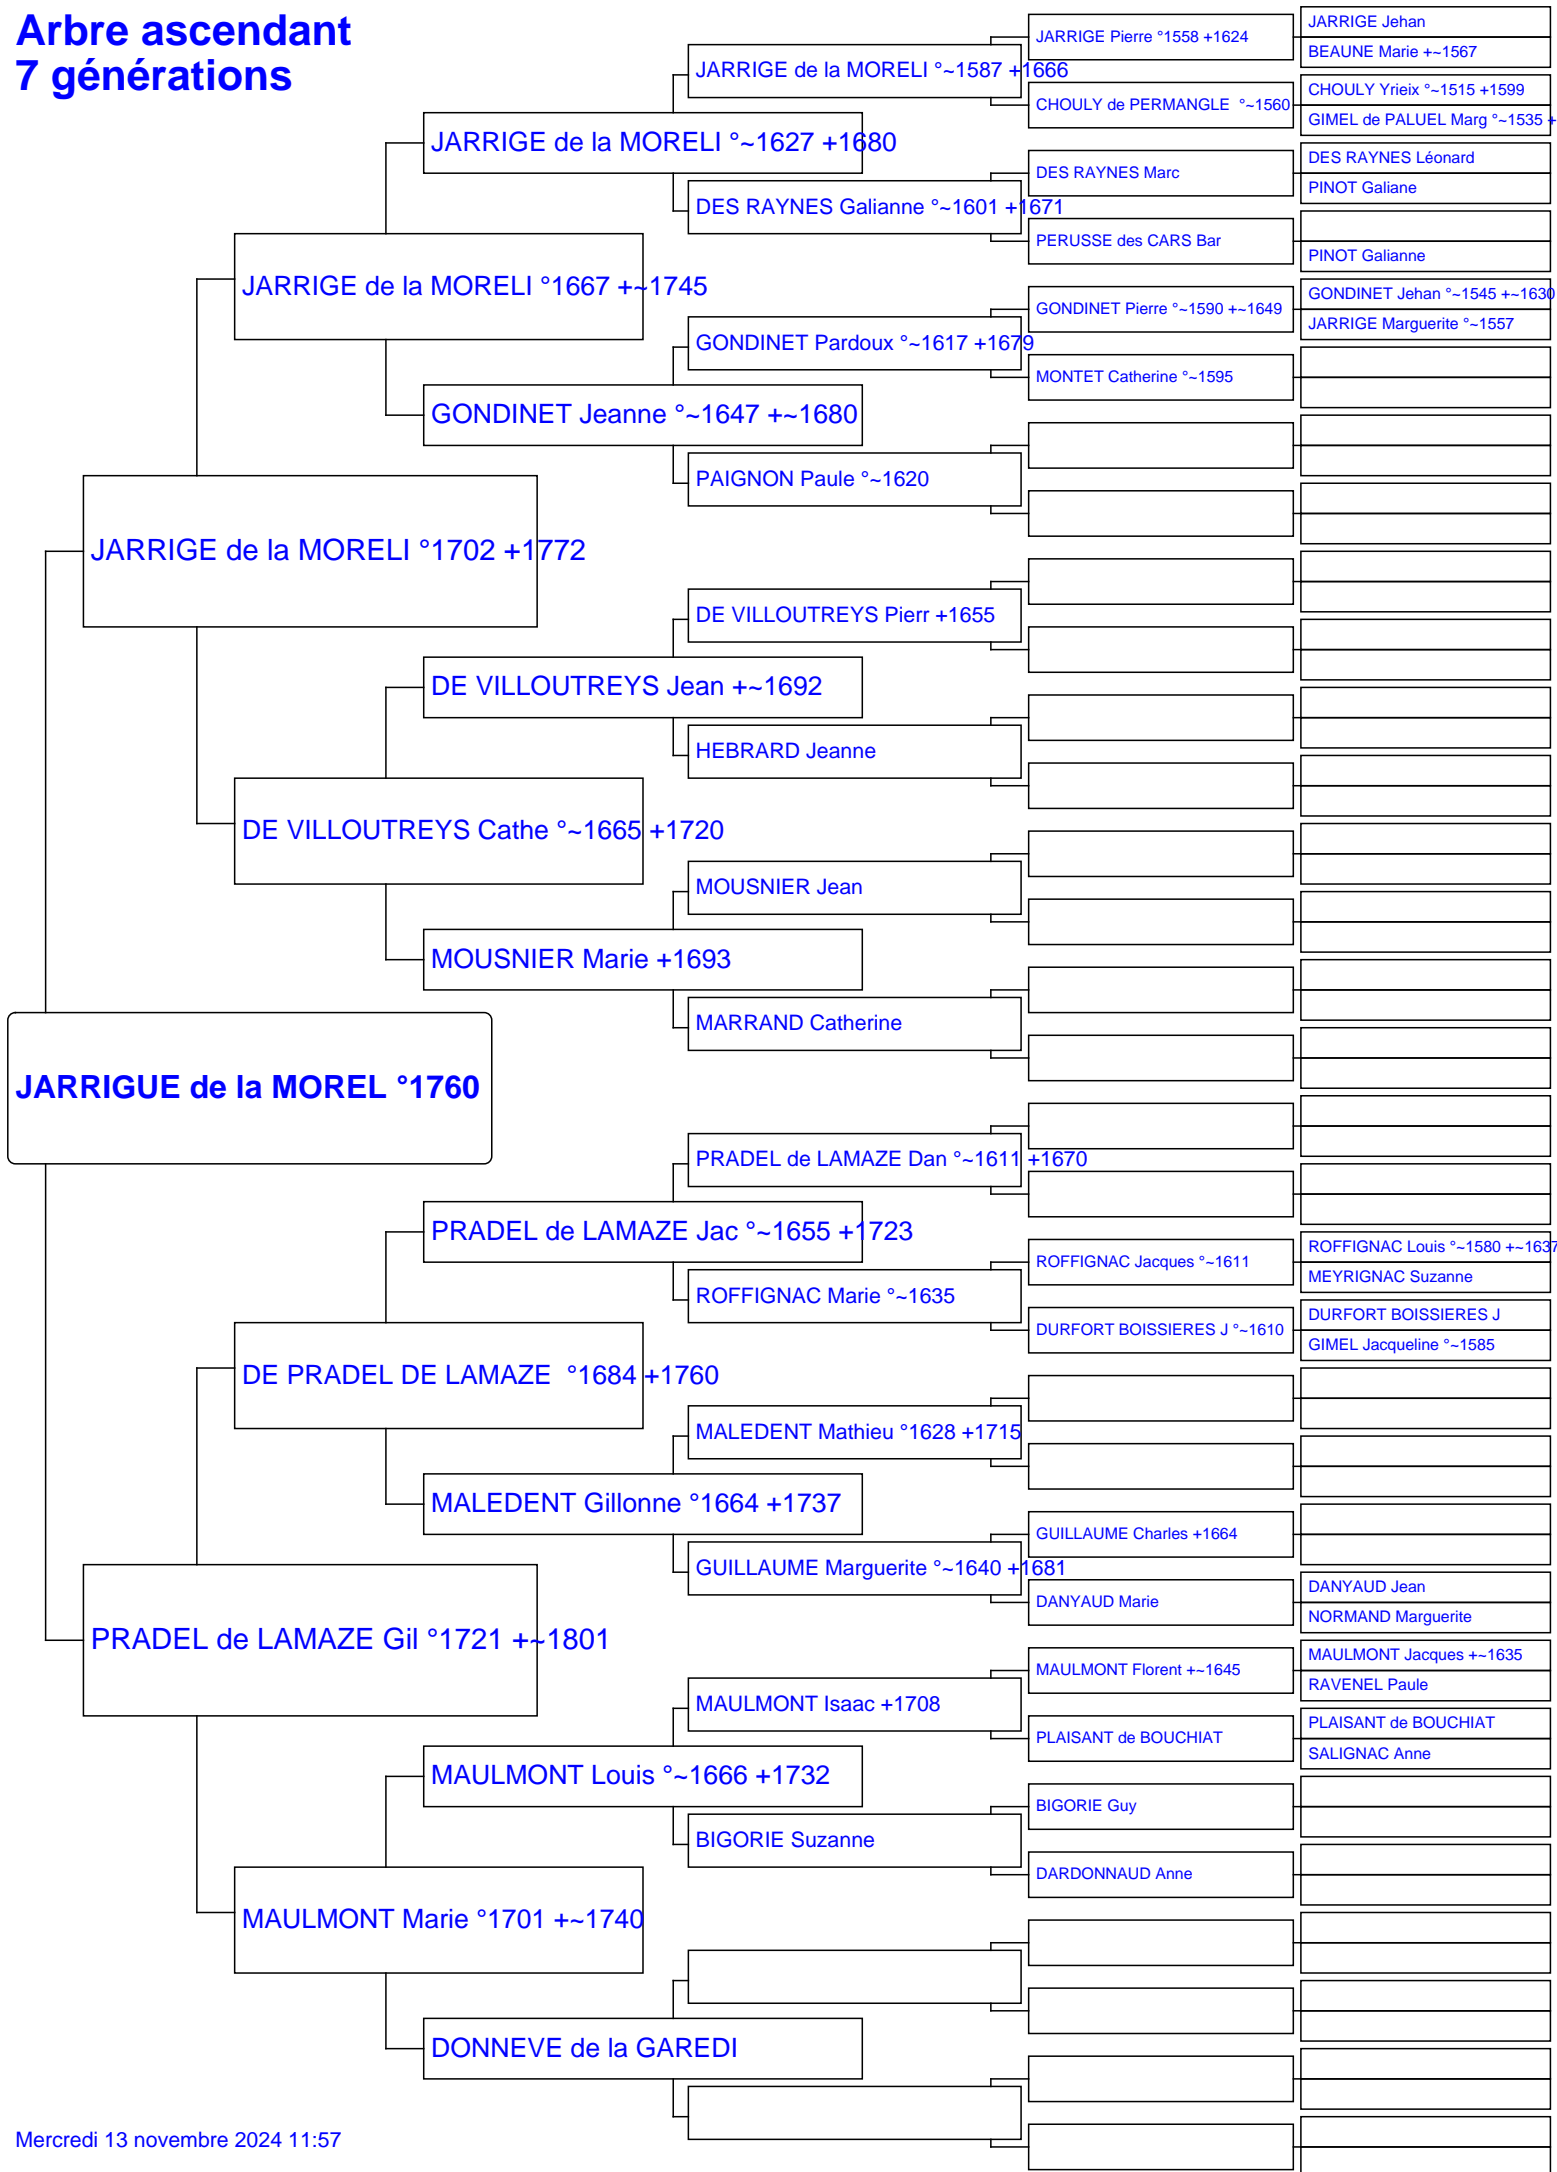 Arbre ascendant
7 générations
JARRIGE Jehan
JARRIGE Pierre °1558 +1624
BEAUNE Marie +~1567
JARRIGE de la MORELI °~1587 +1666
CHOULY Yrieix °~1515 +1599
CHOULY de PERMANGLE °~1560
GIMEL de PALUEL Marg °~1535 +
JARRIGE de la MORELI °~1627 +1680
DES RAYNES Léonard
DES RAYNES Marc
PINOT Galiane
DES RAYNES Galianne °~1601 +1671
PERUSSE des CARS Bar
PINOT Galianne
JARRIGE de la MORELI °1667 +~1745
GONDINET Jehan °~1545 +~1630
GONDINET Pierre °~1590 +~1649
JARRIGE Marguerite °~1557
GONDINET Pardoux °~1617 +1679
MONTET Catherine °~1595
GONDINET Jeanne °~1647 +~1680
PAIGNON Paule °~1620
JARRIGE de la MORELI °1702 +1772
DE VILLOUTREYS Pierr +1655
DE VILLOUTREYS Jean +~1692
HEBRARD Jeanne
DE VILLOUTREYS Cathe °~1665 +1720
MOUSNIER Jean
MOUSNIER Marie +1693
MARRAND Catherine
JARRIGUE de la MOREL °1760
PRADEL de LAMAZE Dan °~1611 +1670
PRADEL de LAMAZE Jac °~1655 +1723
ROFFIGNAC Louis °~1580 +~1637
ROFFIGNAC Jacques °~1611
MEYRIGNAC Suzanne
ROFFIGNAC Marie °~1635
DURFORT BOISSIERES J
DURFORT BOISSIERES J °~1610
GIMEL Jacqueline °~1585
DE PRADEL DE LAMAZE °1684 +1760
MALEDENT Mathieu °1628 +1715
MALEDENT Gillonne °1664 +1737
GUILLAUME Charles +1664
GUILLAUME Marguerite °~1640 +1681
DANYAUD Jean
DANYAUD Marie
NORMAND Marguerite
PRADEL de LAMAZE Gil °1721 +~1801
MAULMONT Jacques +~1635
MAULMONT Florent +~1645
RAVENEL Paule
MAULMONT Isaac +1708
PLAISANT de BOUCHIAT
PLAISANT de BOUCHIAT
SALIGNAC Anne
MAULMONT Louis °~1666 +1732
BIGORIE Guy
BIGORIE Suzanne
DARDONNAUD Anne
MAULMONT Marie °1701 +~1740
DONNEVE de la GAREDI
Mercredi 13 novembre 2024 11:57